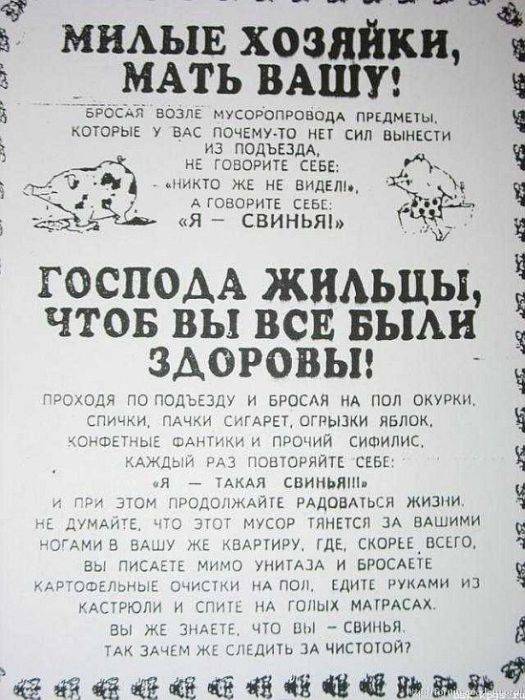 МИЛЫЕ ХОЗЯЙКИ,
МАТЬ ВАШУ!
БРОСАЯ ВОЗЛЕ МУСОРОПРОВОДА ПРЕДМЕТЫ,
КОТОРЫЕ У ВАС ПОЧЕМУ-ТО НЕТ СИЛ ВЫНЕСТИ
ИЗ ПОДЪЕЗДА,
НЕ ГОВОРИТЕ СЕБЕ:
«НИКТО ЖЕ НЕ ВИДЕЛ!»,
А ГОВОРИТЕ СЕБЕ:
«Я — СВИНЬЯ!»
ГОСПОДА ЖИЛЬЦЫ,
ЧТОБ ВЫ ВСЕ БЫЛИ
ЗДОРОВЫ!
ПРОХОДЯ ПО ПОДЪЕЗДУ И БРОСАЯ НА ПОЛ ОКУРКИ,
СПИЧКИ, ПАЧКИ СИГАРЕТ, ОГРЫЗКИ ЯБЛОК,
КОНФЕТНЫЕ ФАНТИКИ И ПРОЧИЙ СИФИЛИС,
КАЖДЫЙ РАЗ ПОВТОРЯЙТЕ СЕБЕ:
«Я — ТАКАЯ СВИНЬЯ!!!»
И ПРИ ЭТОМ ПРОДОЛЖАЙТЕ РАДОВАТЬСЯ ЖИЗНИ.
НЕ ДУМАЙТЕ, ЧТО ЭТОТ МУСОР ТЯНЕТСЯ ЗА ВАШИМИ
НОГАМИ В ВАШУ ЖЕ КВАРТИРУ, ГДЕ, СКОРЕЕ ВСЕГО,
ВЫ ПИСАЕТЕ МИМО УНИТАЗА И БРОСАЕТЕ
КАРТОФЕЛЬНЫЕ ОЧИСТКИ НА ПОЛ, ЕДИТЕ РУКАМИ ИЗ
КАСТРЮЛИ И СПИТЕ НА ГОЛЫХ МАТРАСАХ.
ВЫ ЖЕ ЗНАЕТЕ, ЧТО ВЫ — СВИНЬЯ.
ТАК ЗАЧЕМ ЖЕ СЛЕДИТЬ ЗА ЧИСТОТОЙ?